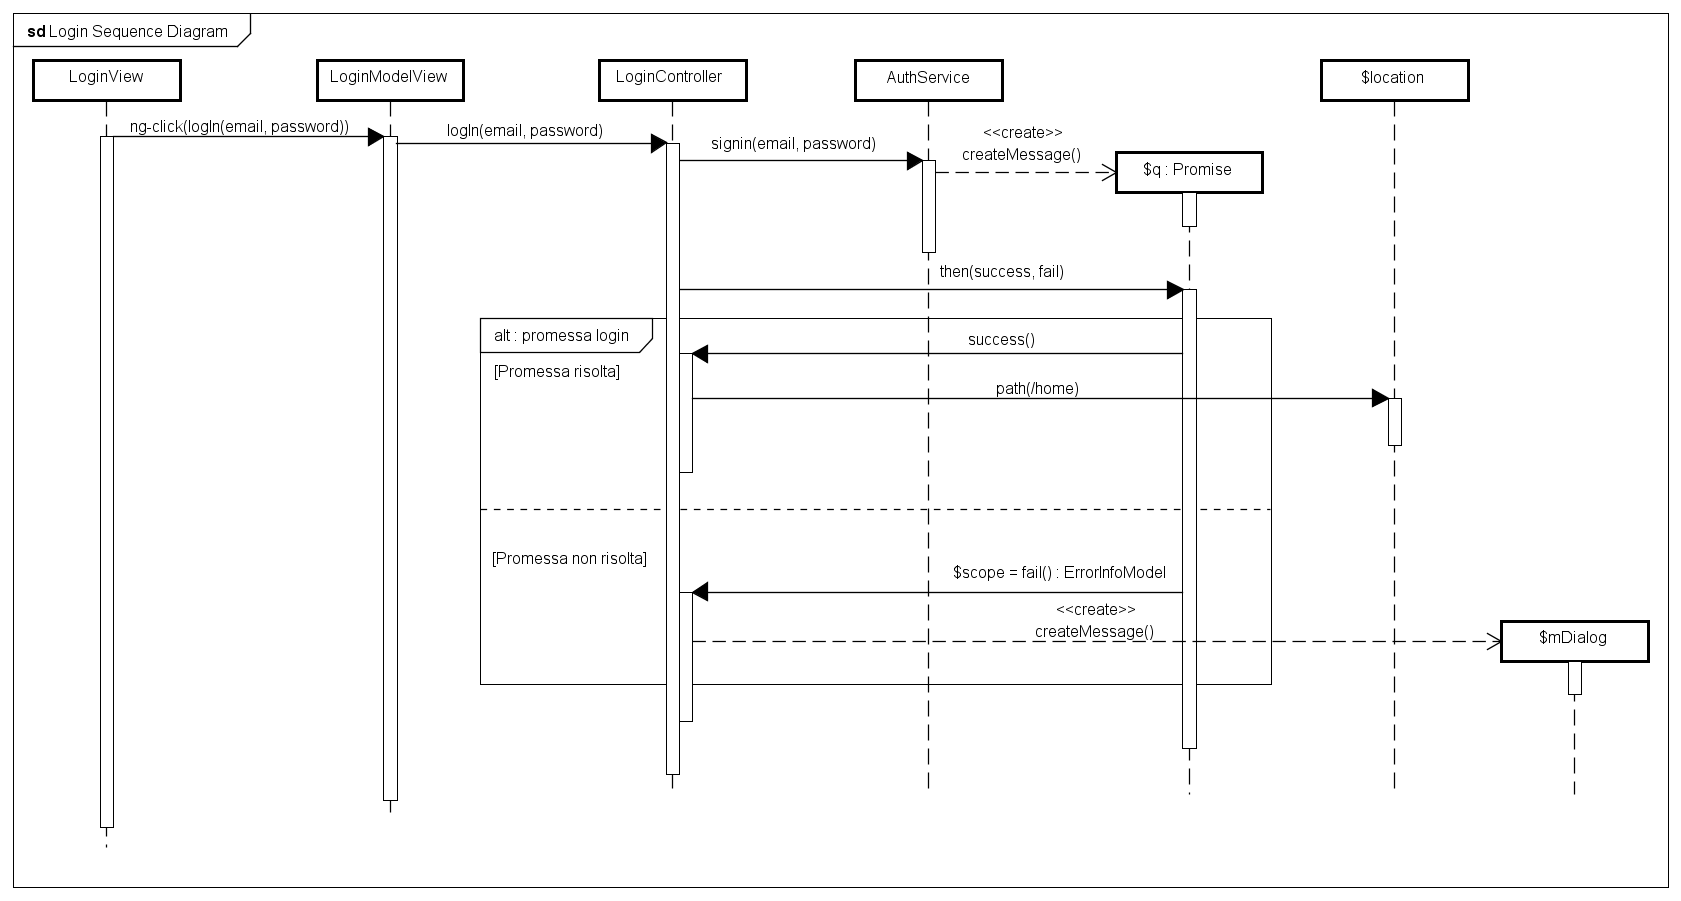 sd Login Sequence Diagram
LoginView
LoginModelView
LoginController
AuthService
$location
ng-click(logIn(email, password))
logIn(email, password)
signin(email, password)
<<create>>
createMessage()
$q : Promise
then(success, fail)
alt : promessa login
success()
[Promessa risolta]
path(/home)
[Promessa non risolta]
$scope = fail() : ErrorInfoModel
<<create>>
createMessage()
$mDialog